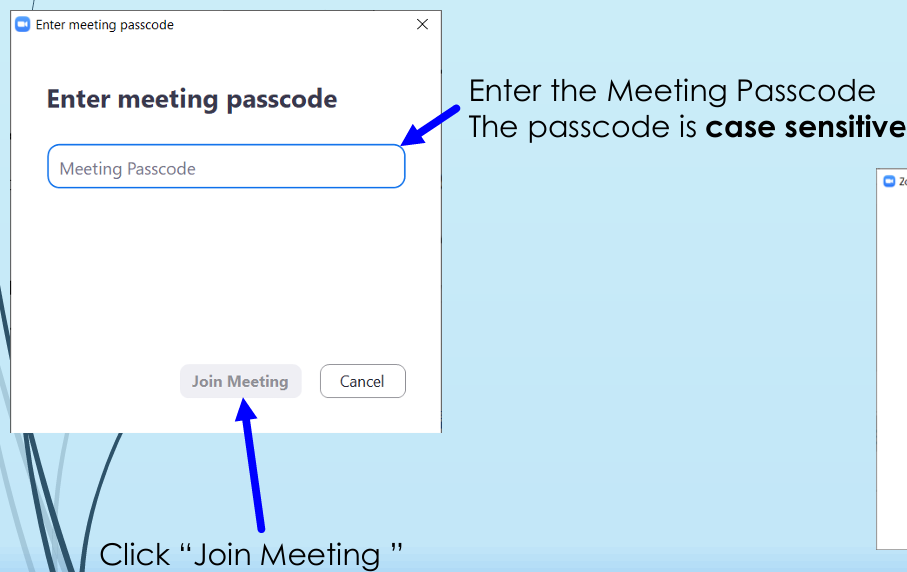 Enter meeting passcode
Enter meeting passcode
Enter the Meeting Passcode
The passcode is case sensitive
Meeting Passcode
Join Meeting
Cancel
Click “Join Meeting ”